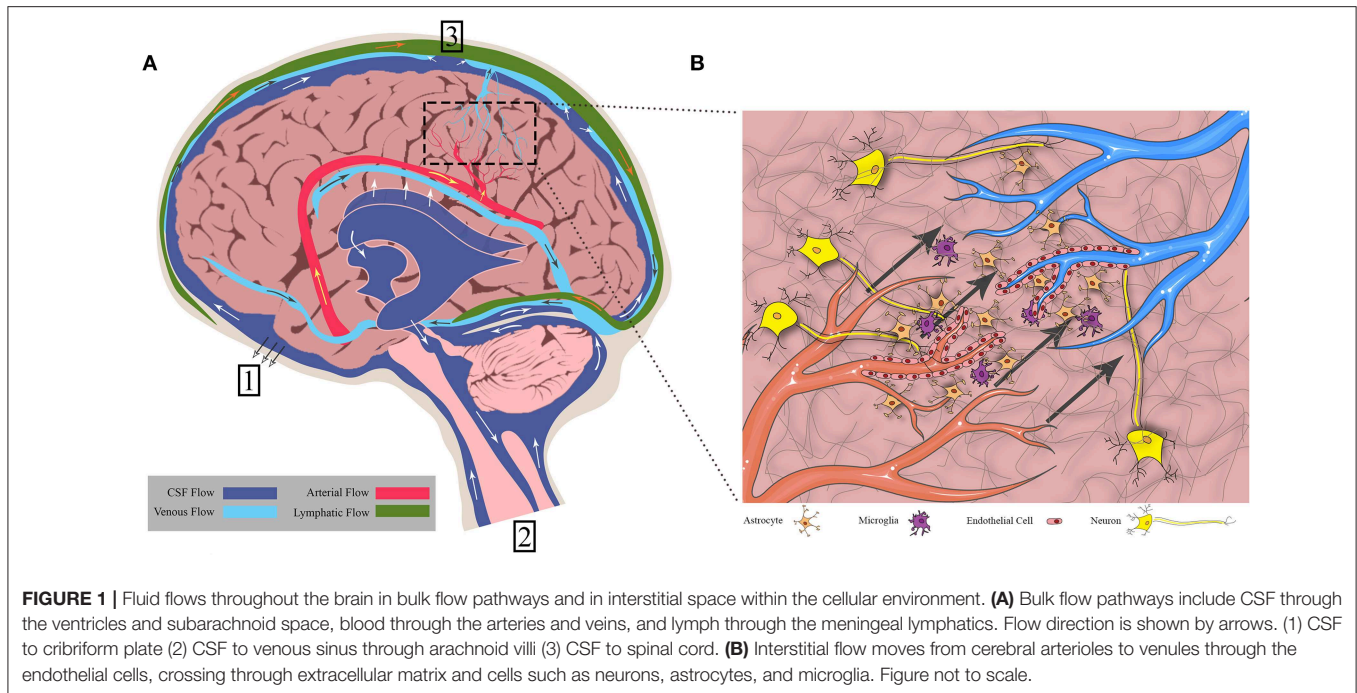 A
3
B
1
CSF Flow
Arterial Flow
Venous Flow
Lymphatic Flow
2
Astrocyte
Microglia
Endothelial Cell
Neuron
FIGURE 1 | Fluid flows throughout the brain in bulk flow pathways and in interstitial space within the cellular environment. (A) Bulk flow pathways include CSF through
the ventricles and subarachnoid space, blood through the arteries and veins, and lymph through the meningeal lymphatics. Flow direction is shown by arrows. (1) CSF
to cribriform plate (2) CSF to venous sinus through arachnoid villi (3) CSF to spinal cord. (B) Interstitial flow moves from cerebral arterioles to venules through the
endothelial cells, crossing through extracellular matrix and cells such as neurons, astrocytes, and microglia. Figure not to scale.